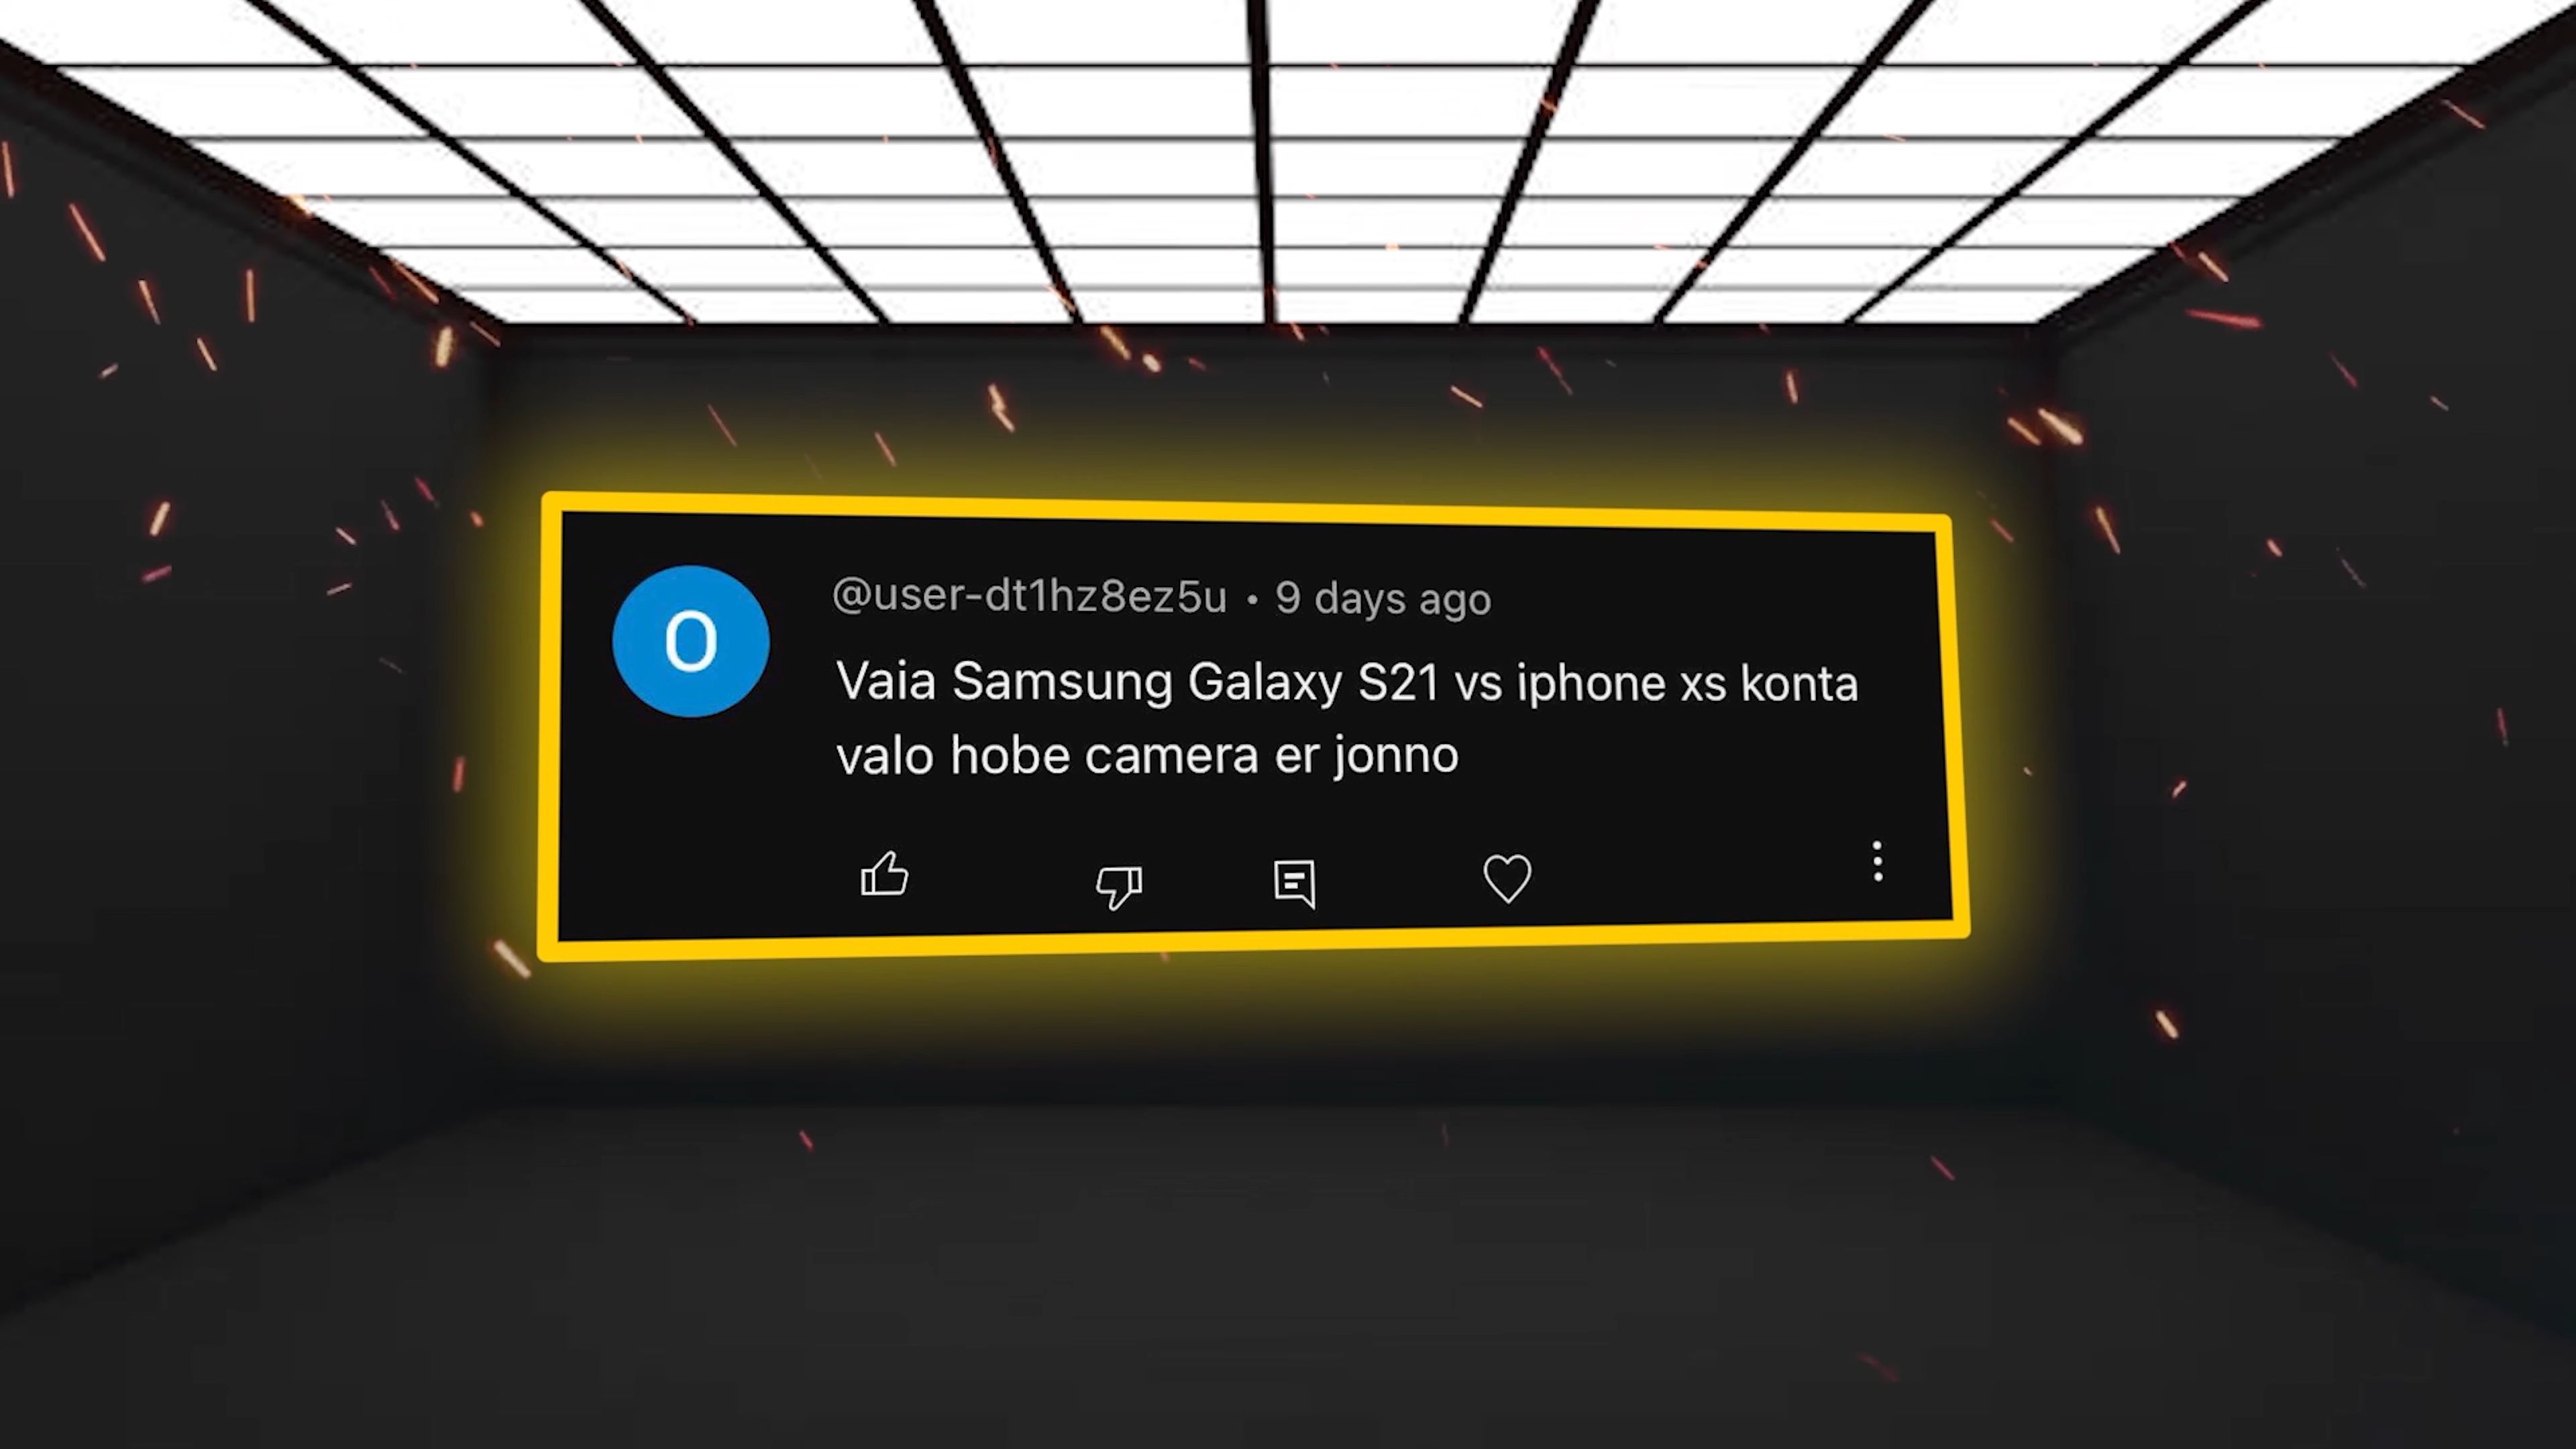 O
@user-dt1hz8ez5u • 9 days ago
Vaia Samsung Galaxy S21 vs iphone xs konta
valo hobe camera er jonno